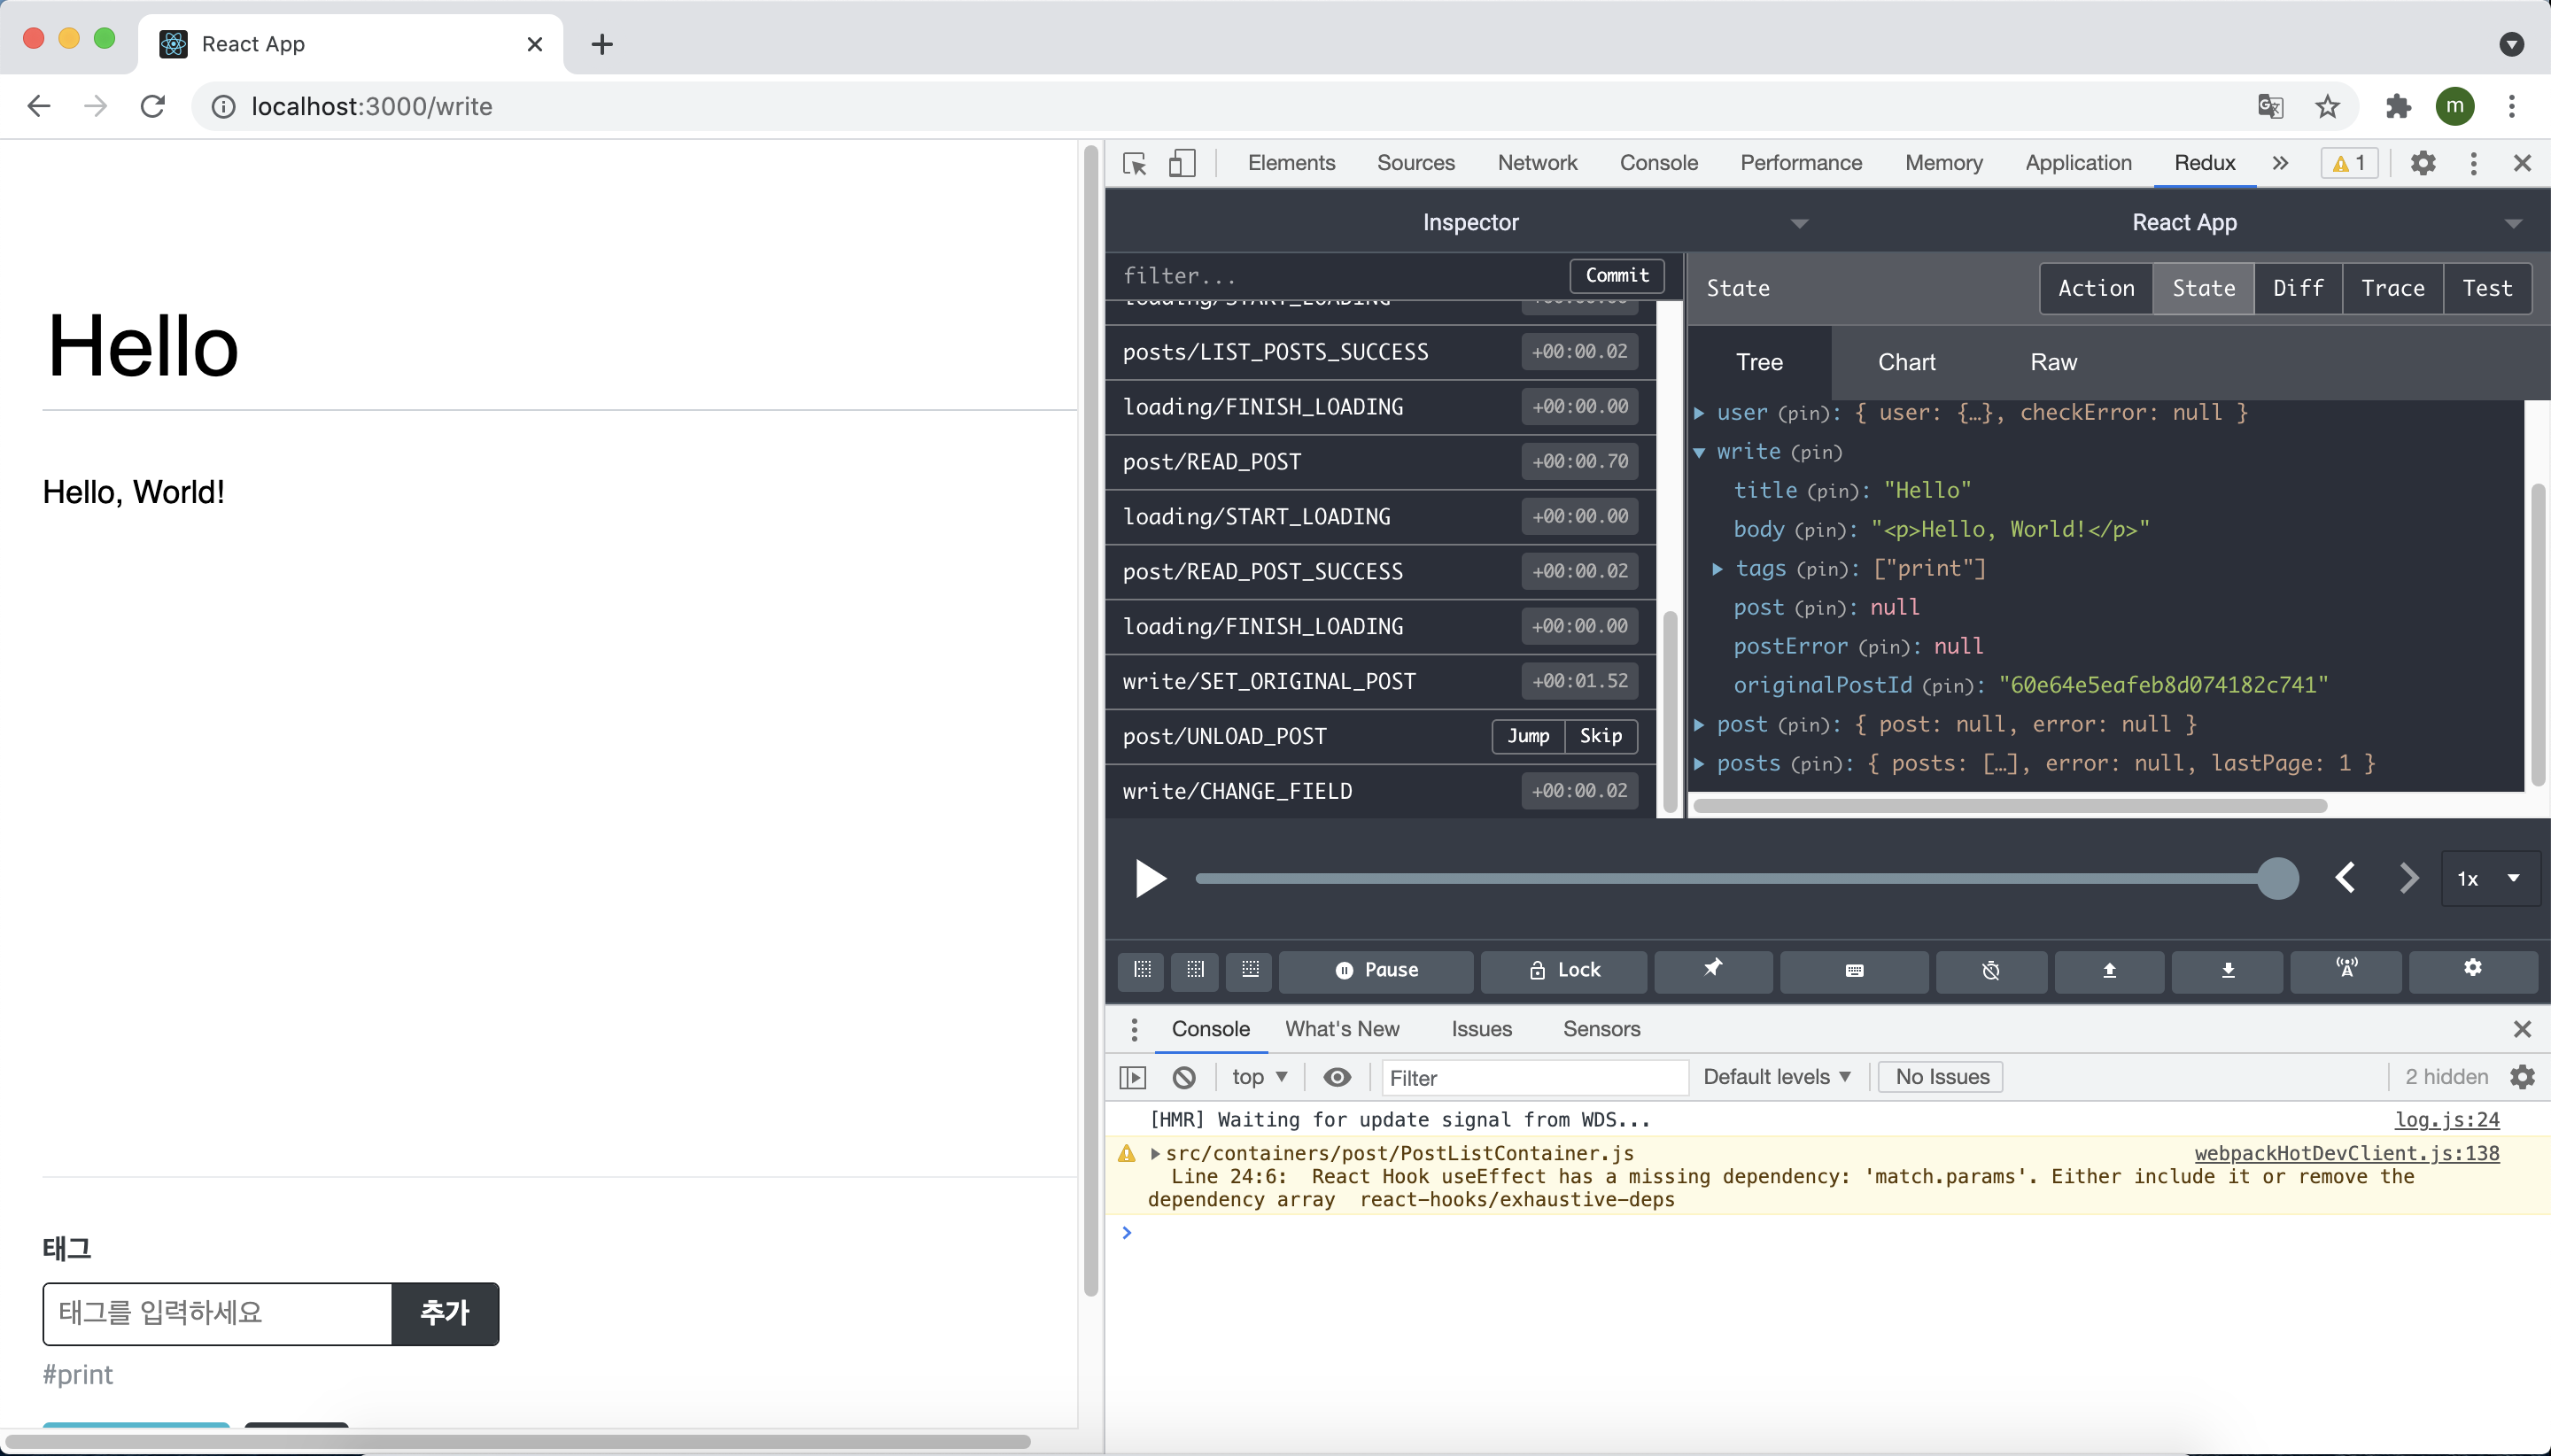 React App
localhost:3000/write
m
Elements Sources Network Console Performance Memory Application Redux 1
Inspector React App
filter... Commit
loading/START_LOADING +00:00.00
posts/LIST_POSTS_SUCCESS +00:00.02
loading/FINISH_LOADING +00:00.00
post/READ_POST +00:00.70
loading/START_LOADING +00:00.00
post/READ_POST_SUCCESS +00:00.02
loading/FINISH_LOADING +00:00.00
write/SET_ORIGINAL_POST +00:01.52
post/UNLOAD_POST Jump Skip
write/CHANGE_FIELD +00:00.02
State Action State Diff Trace Test
Tree Chart Raw
user (pin): { user: {…}, checkError: null }
write (pin)
title (pin): "Hello"
body (pin): "<p>Hello, World!</p>"
tags (pin): ["print"]
post (pin): null
postError (pin): null
originalPostId (pin): "60e64e5eafeb8d074182c741"
post (pin): { post: null, error: null }
posts (pin): { posts: […], error: null, lastPage: 1 }
1x
Pause Lock
Console What's New Issues Sensors
top Filter Default levels No Issues 2 hidden
[HMR] Waiting for update signal from WDS... log.js:24
src/containers/post/PostListContainer.js webpackHotDevClient.js:138
Line 24:6: React Hook useEffect has a missing dependency: 'match.params'. Either include it or remove the
dependency array react-hooks/exhaustive-deps
Hello
Hello, World!
태그
태그를 입력하세요 추가
#print